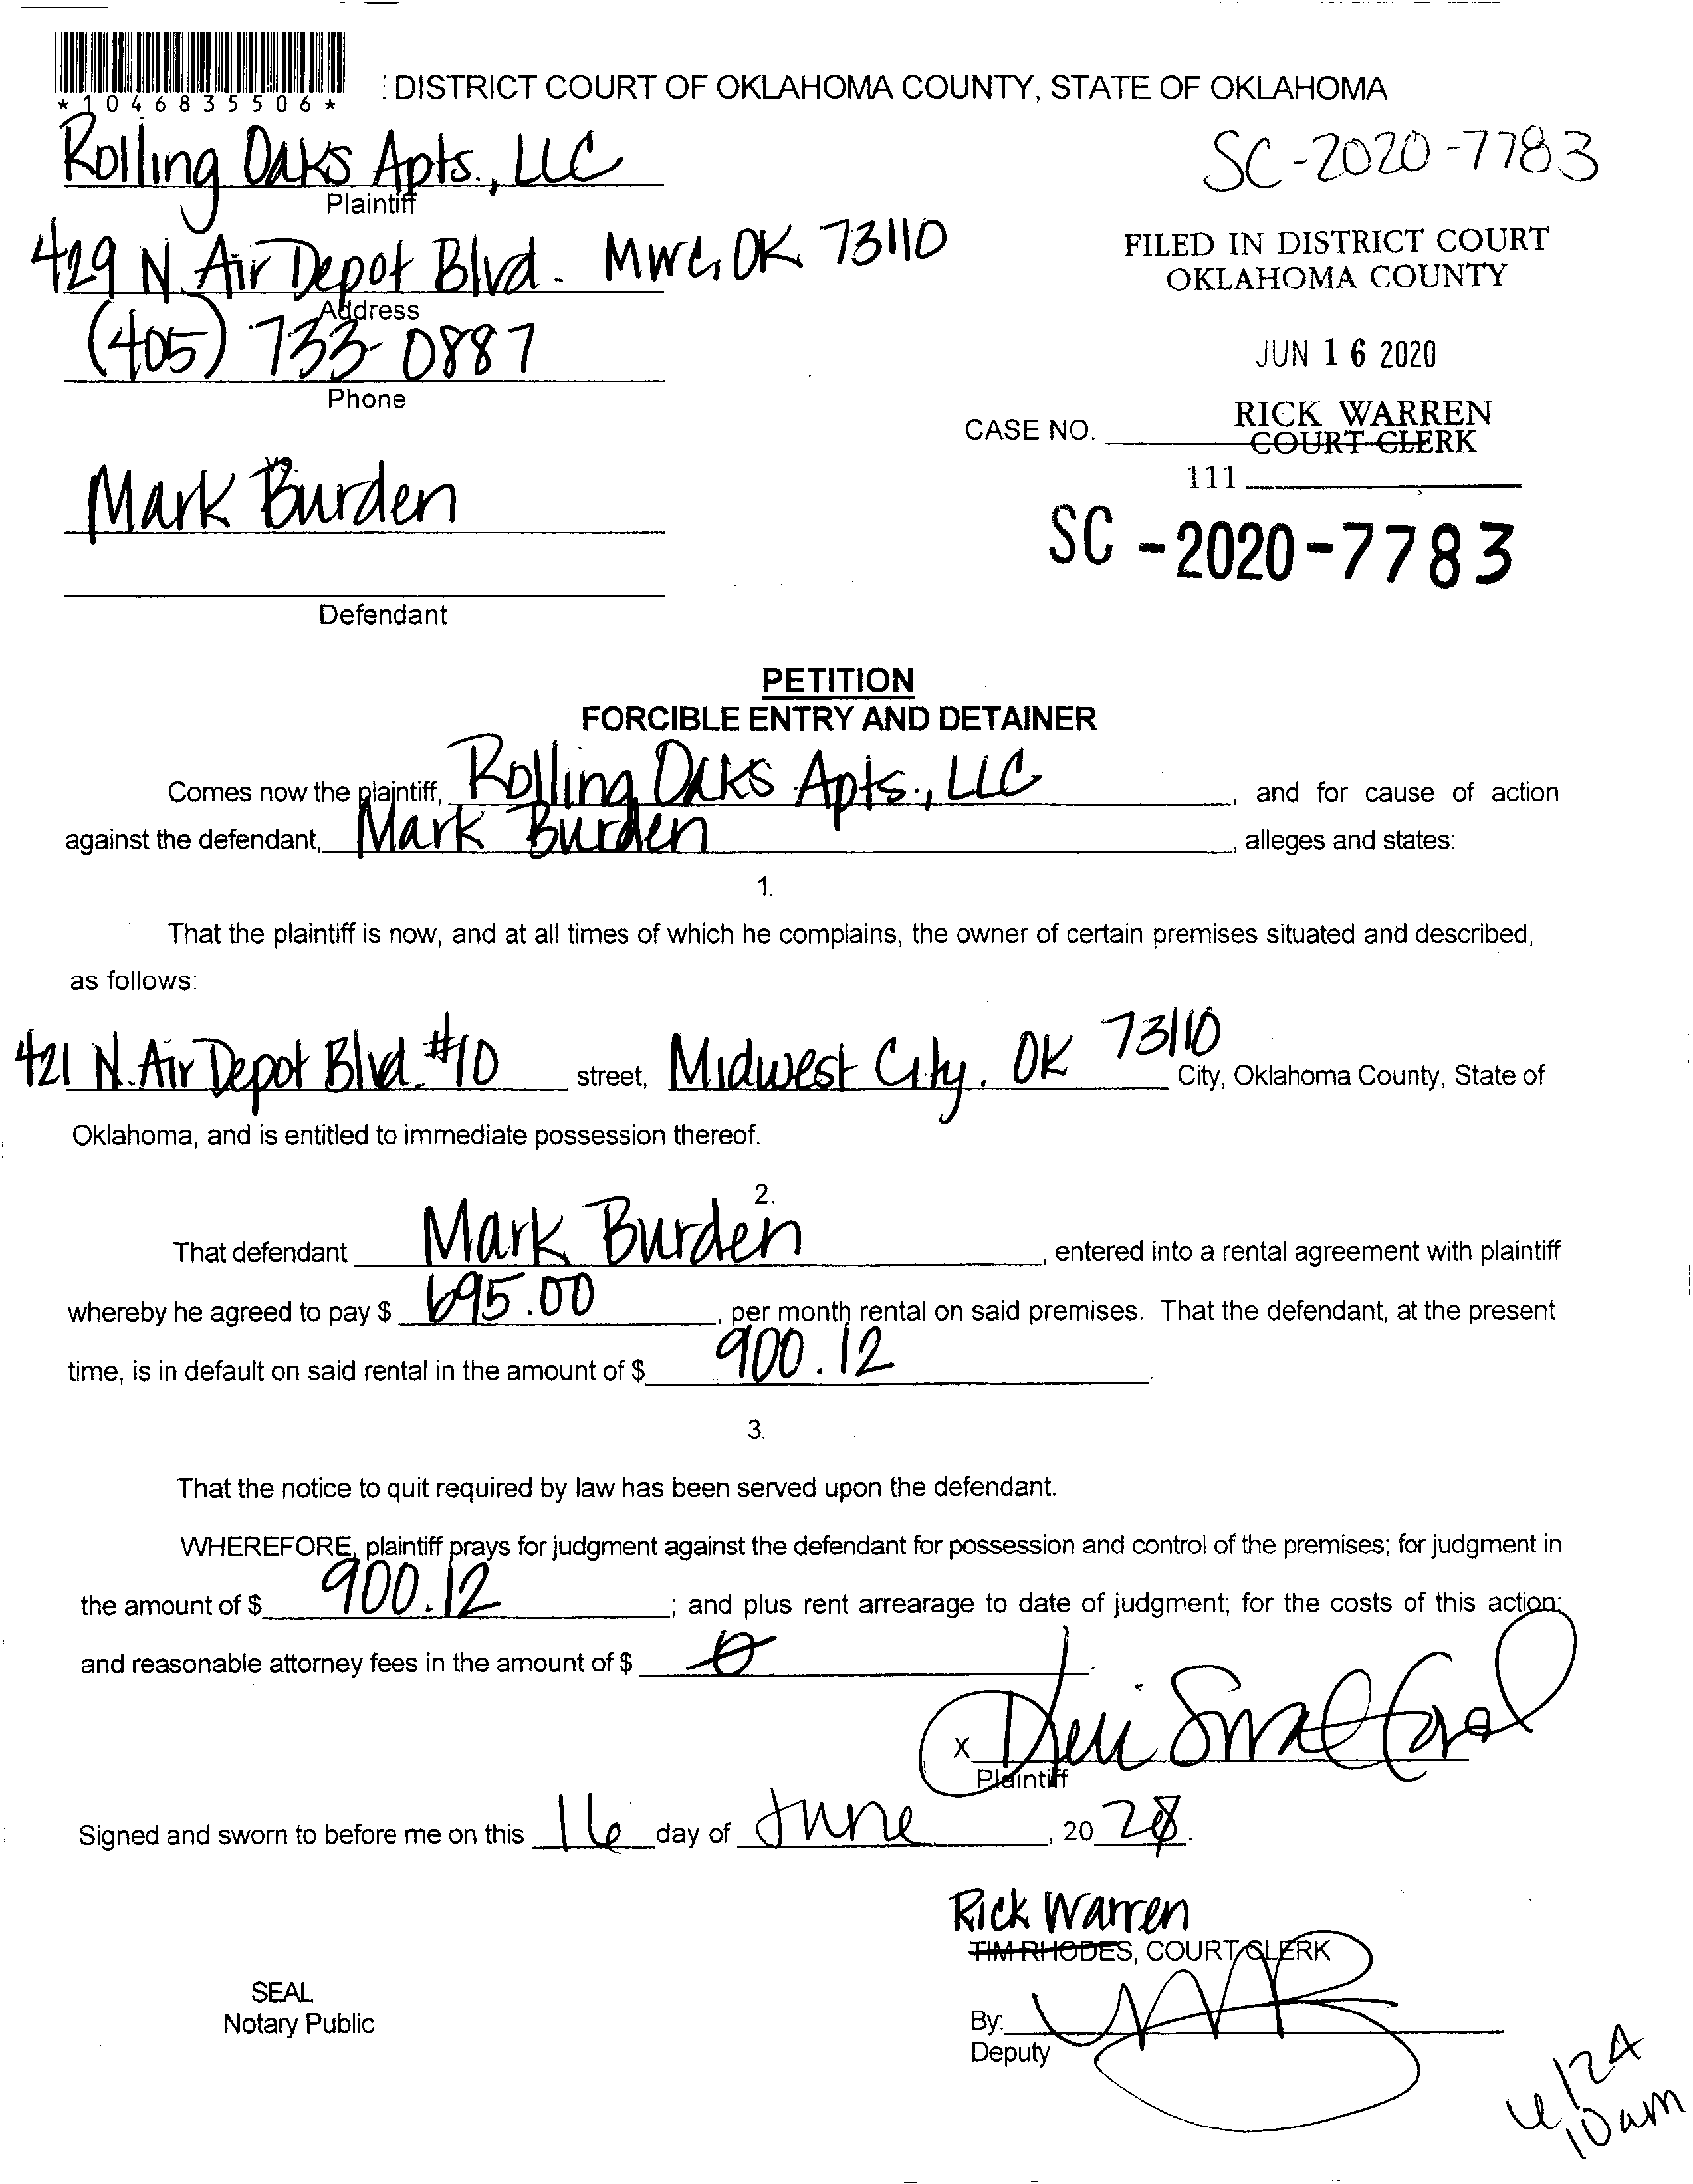 *1046835506*
: DISTRICT COURT OF OKLAHOMA COUNTY, STATE OF OKLAHOMA
Rolling Oaks Apts., LLC
Plaintiff
SC-2020-7783
429 N. Air Depot Blvd. MWC, OK 73110
Address
FILED IN DISTRICT COURT
OKLAHOMA COUNTY
(405) 733-0887
Phone
JUN 16 2020
RICK WARREN
COURT CLERK
CASE NO.
111
vs.
Mark Burden
SC-2020-7783
Defendant
PETITION
FORCIBLE ENTRY AND DETAINER
Comes now the plaintiff, Rolling Oaks Apts., LLC, and for cause of action
against the defendant, Mark Burden, alleges and states:
1.
That the plaintiff is now, and at all times of which he complains, the owner of certain premises situated and described,
as follows:
421 N. Air Depot Blvd. #10 street, Midwest City, OK 73110 City, Oklahoma County, State of
Oklahoma, and is entitled to immediate possession thereof.
2.
That defendant Mark Burden, entered into a rental agreement with plaintiff
whereby he agreed to pay $ 695.00, per month rental on said premises. That the defendant, at the present
time, is in default on said rental in the amount of $ 900.12.
3.
That the notice to quit required by law has been served upon the defendant.
WHEREFORE, plaintiff prays for judgment against the defendant for possession and control of the premises; for judgment in
the amount of $ 900.12; and plus rent arrearage to date of judgment; for the costs of this action;
and reasonable attorney fees in the amount of $
X
Plaintiff
Signed and sworn to before me on this 16 day of June, 20
Rick Warren
TIM RHODES, COURT CLERK
SEAL
Notary Public
By:
Deputy
6/24
10am